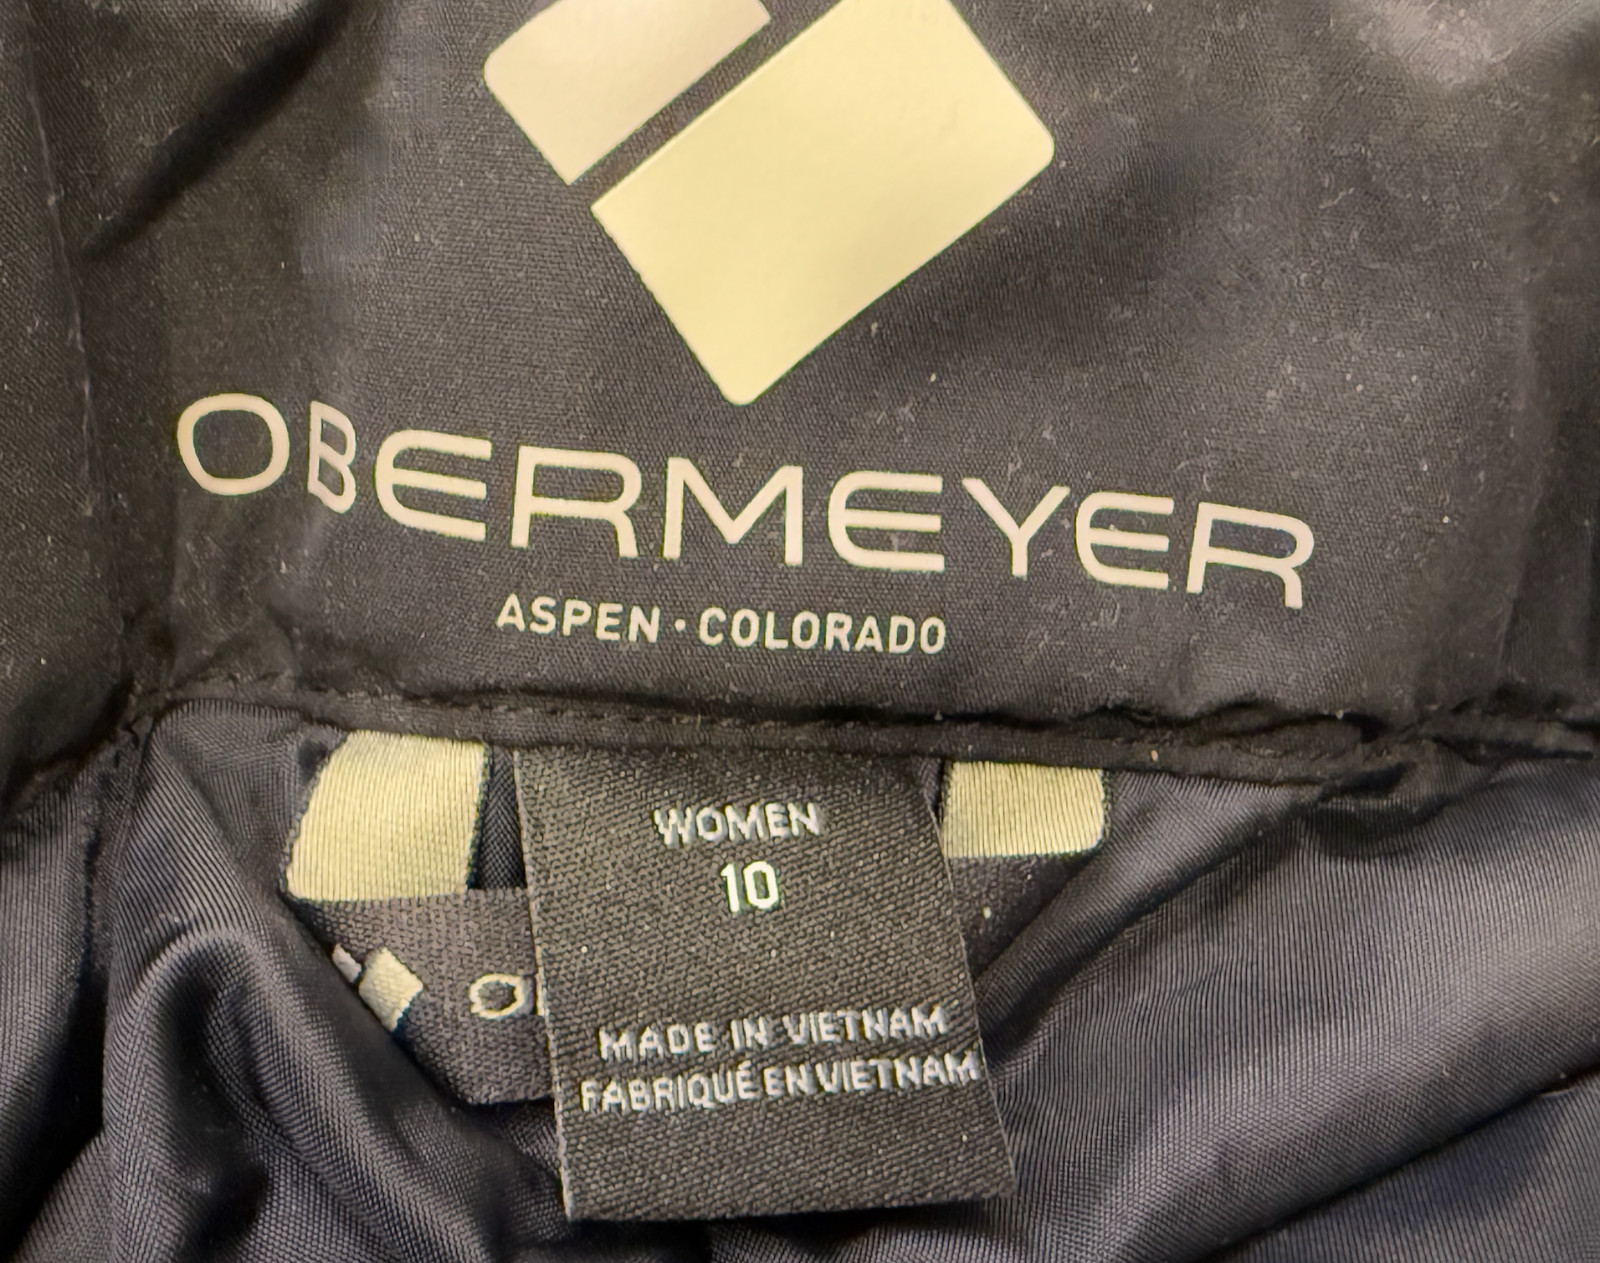 OBERMEYER
ASPEN · COLORADO
WOMEN
10
MADE IN VIETNAM
FABRIQUÉ EN VIETNAM